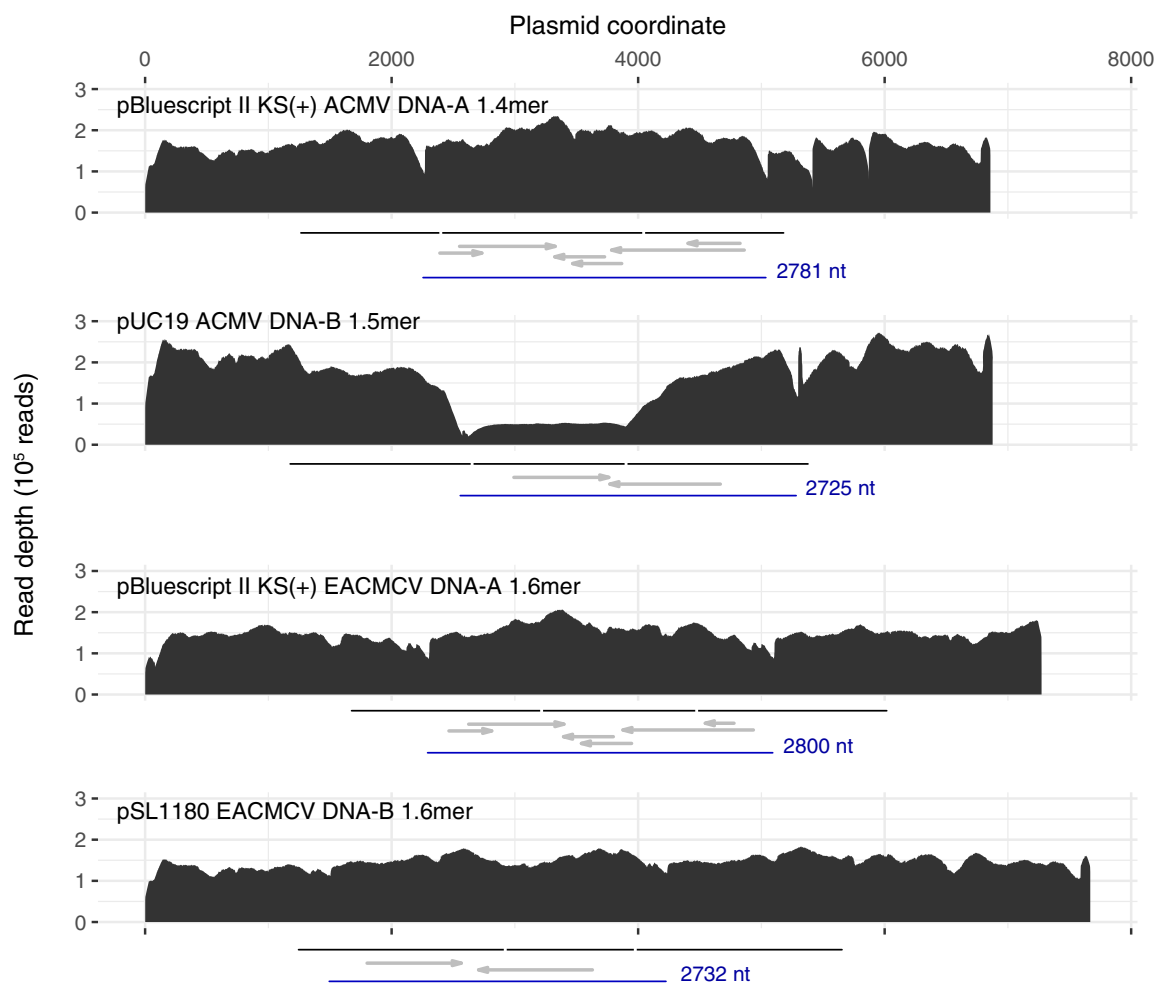 Plasmid coordinate
0 2000 4000 6000 8000
pBluescript II KS(+) ACMV DNA-A 1.4mer
3
2
1
0
2781 nt
pUC19 ACMV DNA-B 1.5mer
3
2
1
0
2725 nt
Read depth (10⁵ reads)
pBluescript II KS(+) EACMCV DNA-A 1.6mer
3
2
1
0
2800 nt
pSL1180 EACMCV DNA-B 1.6mer
3
2
1
0
2732 nt